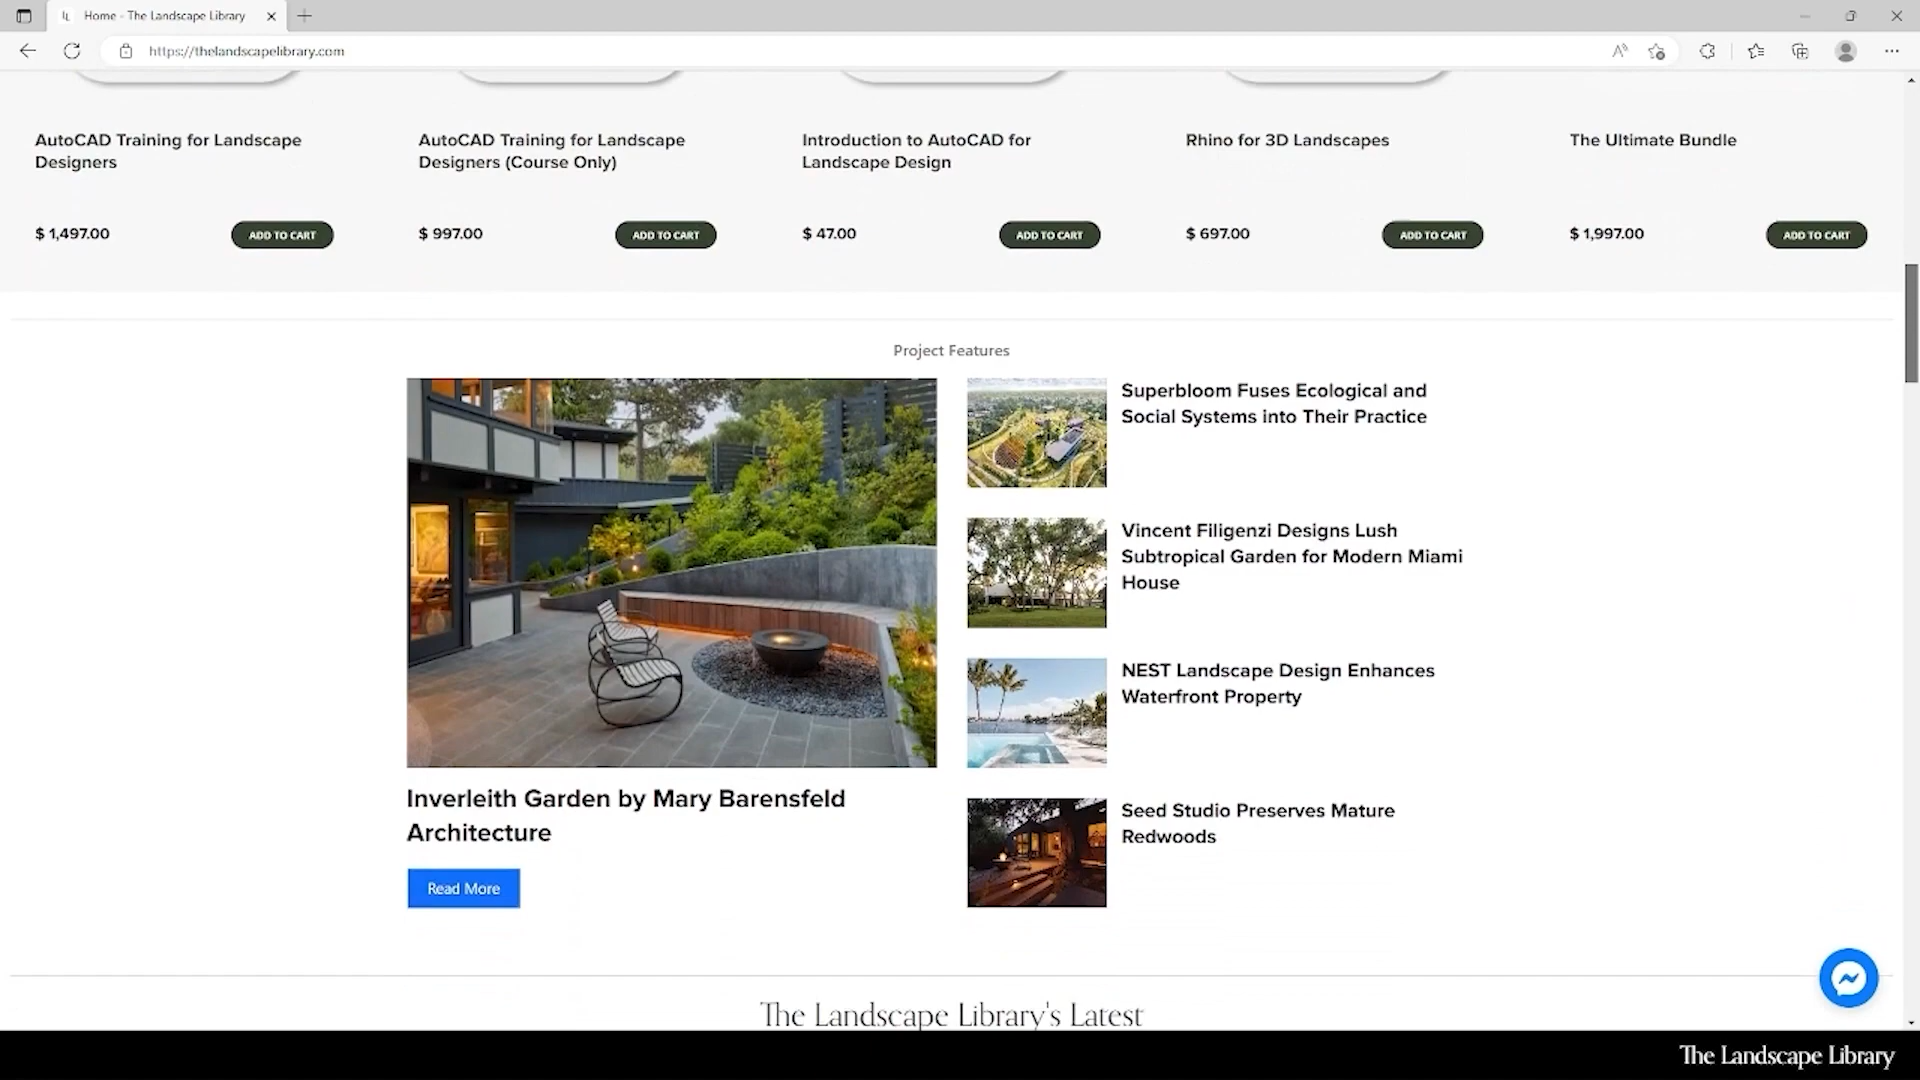 Home - The Landscape Library
https://thelandscapelibrary.com
AutoCAD Training for Landscape
Designers
$ 1,497.00
ADD TO CART
AutoCAD Training for Landscape
Designers (Course Only)
$ 997.00
ADD TO CART
Introduction to AutoCAD for
Landscape Design
$ 47.00
ADD TO CART
Rhino for 3D Landscapes
$ 697.00
ADD TO CART
The Ultimate Bundle
$ 1,997.00
ADD TO CART
Project Features
Inverleith Garden by Mary Barensfeld
Architecture
Read More
Superbloom Fuses Ecological and
Social Systems into Their Practice
Vincent Filigenzi Designs Lush
Subtropical Garden for Modern Miami
House
NEST Landscape Design Enhances
Waterfront Property
Seed Studio Preserves Mature
Redwoods
The Landscape Library's Latest
The Landscape Library